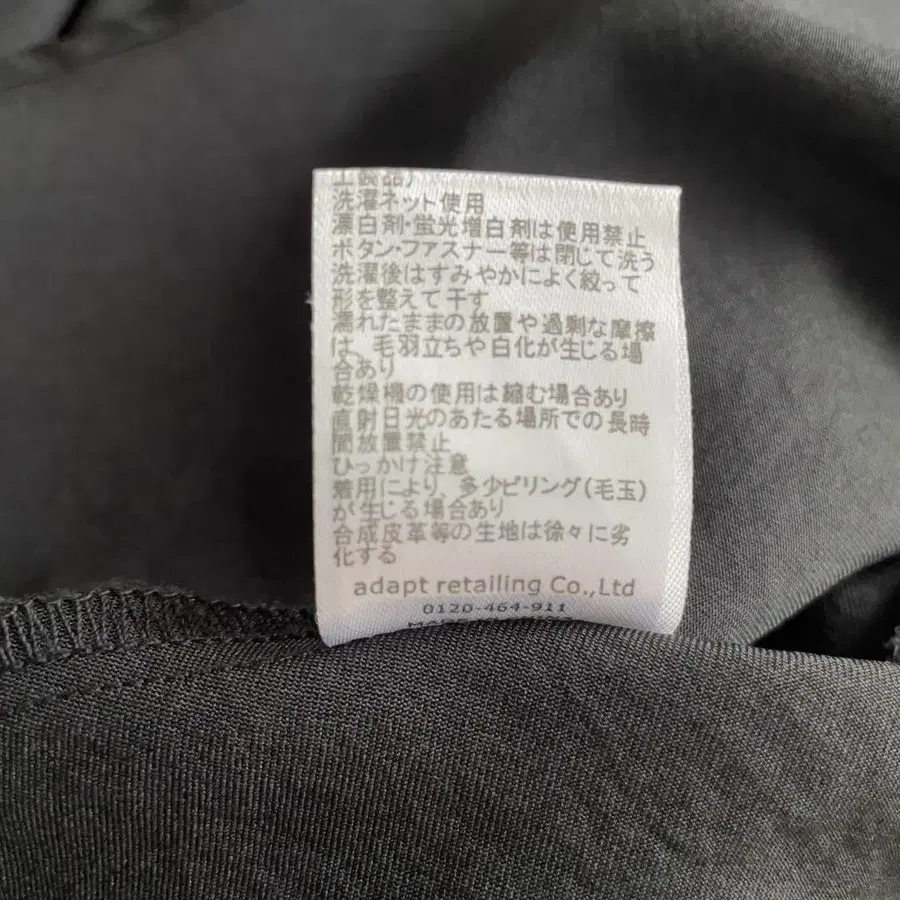 洗濯ネット使用
漂白剤・蛍光増白剤は使用禁止
ボタン・ファスナー等は閉じて洗う
洗濯後はすみやかによく絞って
形を整えて干す
濡れたままの放置や過剰な摩擦
は、毛羽立ちや白化が生じる場
合あり
乾燥機の使用は縮む場合あり
直射日光のあたる場所での長時
間放置禁止
ひっかけ注意
着用により、多少ピリング(毛玉)
が生じる場合あり
合成皮革等の生地は徐々に劣
化する
adapt retailing Co.,Ltd
0120-464-911